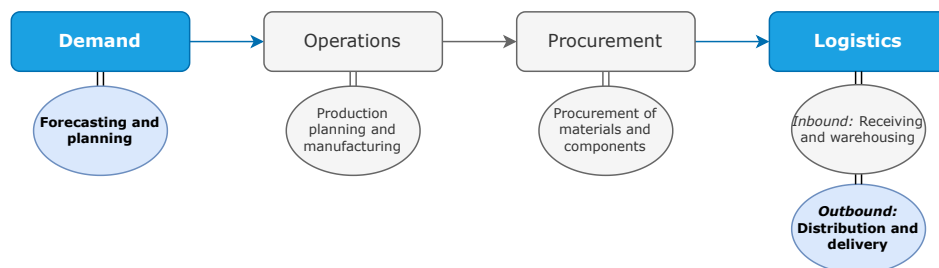 Demand
Operations
Procurement
Logistics
Forecasting and
planning
Production
planning and
manufacturing
Procurement of
materials and
components
Inbound: Receiving
and warehousing
Outbound:
Distribution and
delivery